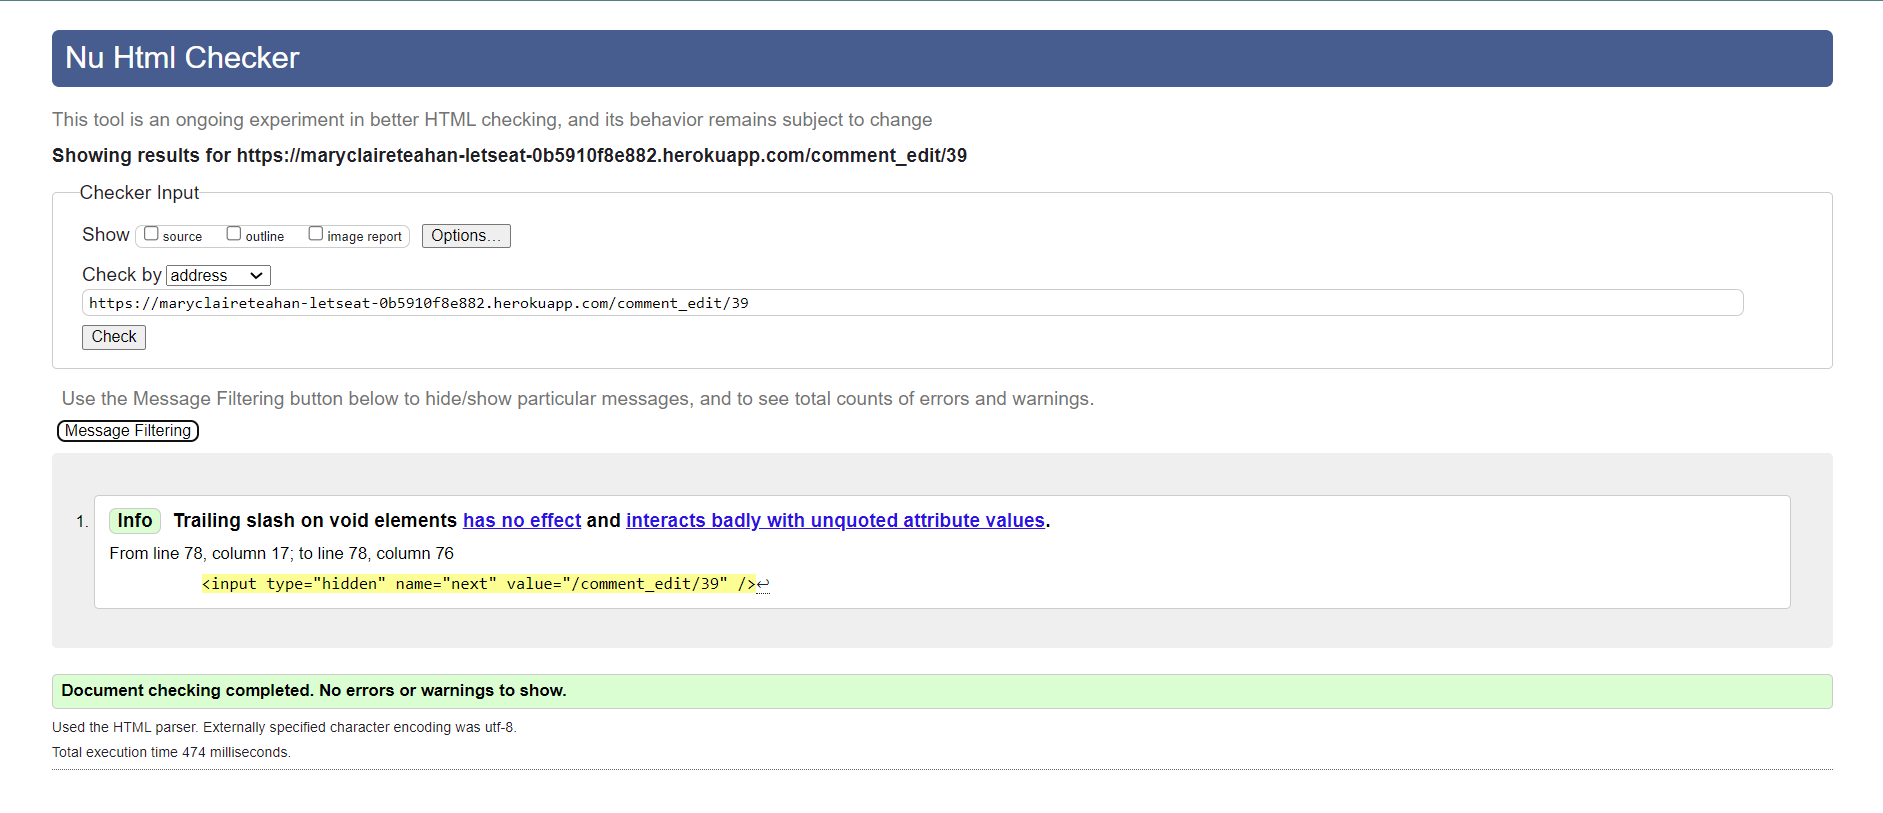 Nu Html Checker
This tool is an ongoing experiment in better HTML checking, and its behavior remains subject to change
Showing results for https://maryclaireteahan-letseat-0b5910f8e882.herokuapp.com/comment_edit/39
Checker Input
Show source outline image report Options...
Check by address
https://maryclaireteahan-letseat-0b5910f8e882.herokuapp.com/comment_edit/39
Check
Use the Message Filtering button below to hide/show particular messages, and to see total counts of errors and warnings.
Message Filtering
1. Info Trailing slash on void elements has no effect and interacts badly with unquoted attribute values.
From line 78, column 17; to line 78, column 76
<input type="hidden" name="next" value="/comment_edit/39" />↩
Document checking completed. No errors or warnings to show.
Used the HTML parser. Externally specified character encoding was utf-8.
Total execution time 474 milliseconds.